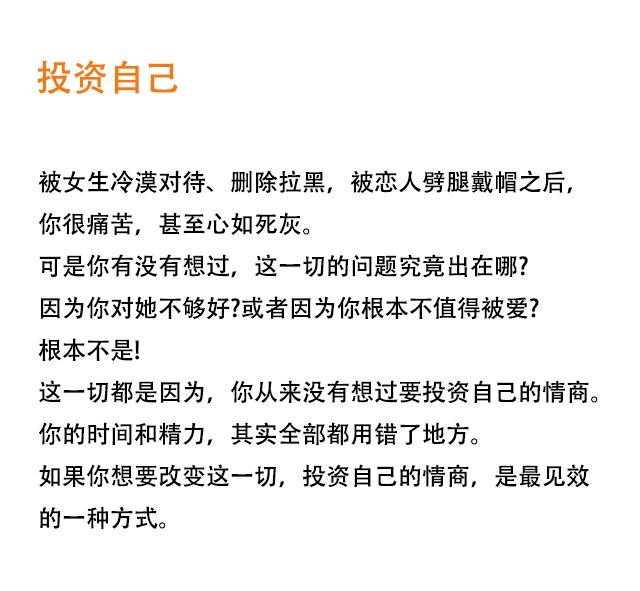 投资自己
被女生冷漠对待、删除拉黑，被恋人劈腿戴帽之后，
你很痛苦，甚至心如死灰。
可是你有没有想过，这一切的问题究竟出在哪?
因为你对她不够好?或者因为你根本不值得被爱?
根本不是!
这一切都是因为，你从来没有想过要投资自己的情商。
你的时间和精力，其实全部都用错了地方。
如果你想要改变这一切，投资自己的情商，是最见效
的一种方式。